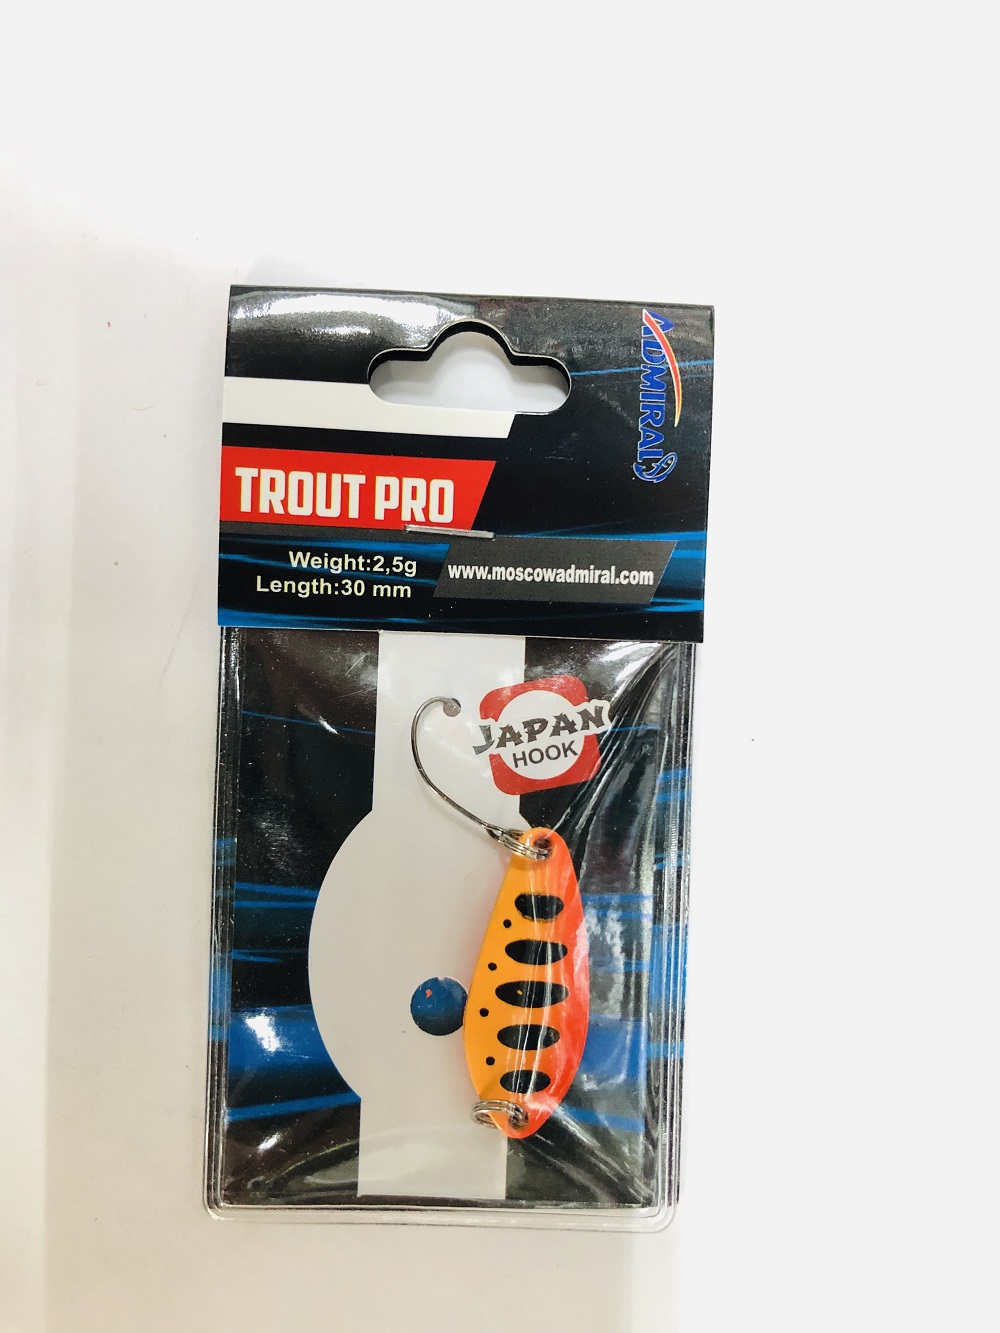 ADMIRAL
TROUT PRO
Weight:2,5g
Length:30 mm
www.moscowadmiral.com
JAPAN
HOOK